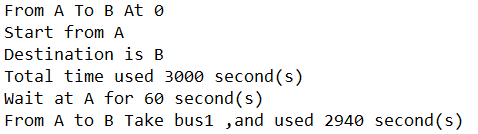 From A To B At 0
Start from A
Destination is B
Total time used 3000 second(s)
Wait at A for 60 second(s)
From A to B Take bus1 ,and used 2940 second(s)